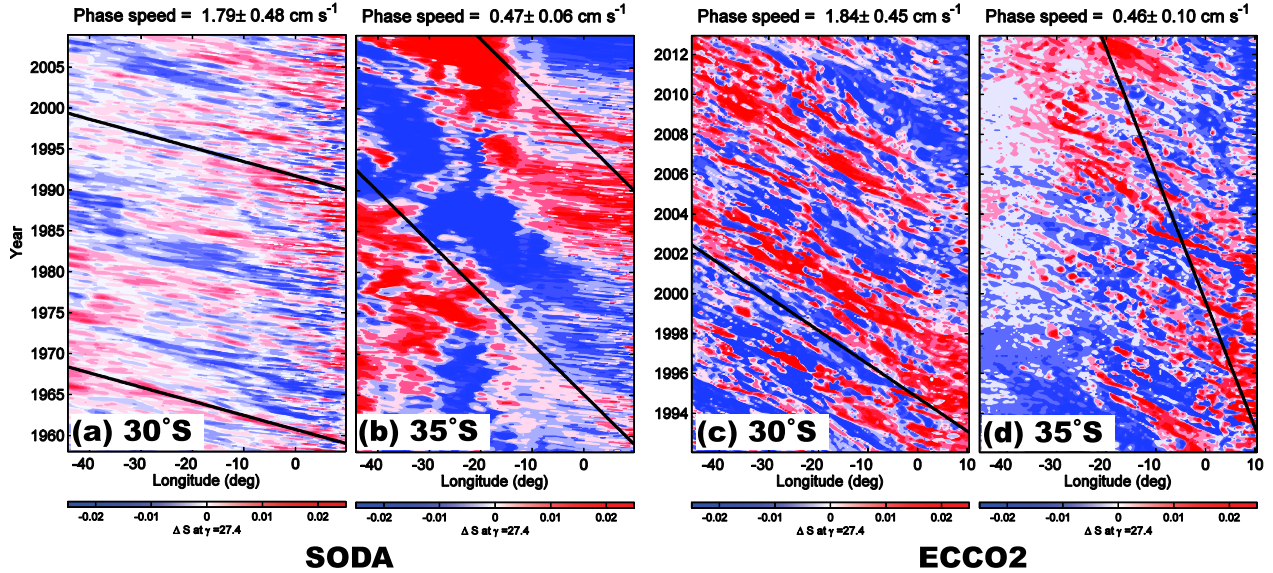 Phase speed = 1.79± 0.48 cm s-1
Phase speed = 0.47± 0.06 cm s-1
Phase speed = 1.84± 0.45 cm s-1
Phase speed = 0.46± 0.10 cm s-1
Year
2005
2000
1995
1990
1985
1980
1975
1970
1965
1960
2012
2010
2008
2006
2004
2002
2000
1998
1996
1994
(a) 30°S
(b) 35°S
(c) 30°S
(d) 35°S
-40 -30 -20 -10 0
-40 -30 -20 -10 0
-40 -30 -20 -10 0 10
-40 -30 -20 -10 0 10
Longitude (deg)
Longitude (deg)
Longitude (deg)
Longitude (deg)
-0.02 -0.01 0 0.01 0.02
-0.02 -0.01 0 0.01 0.02
-0.02 -0.01 0 0.01 0.02
-0.02 -0.01 0 0.01 0.02
Δ S at γ =27.4
Δ S at γ =27.4
Δ S at γ =27.4
Δ S at γ =27.4
SODA
ECCO2